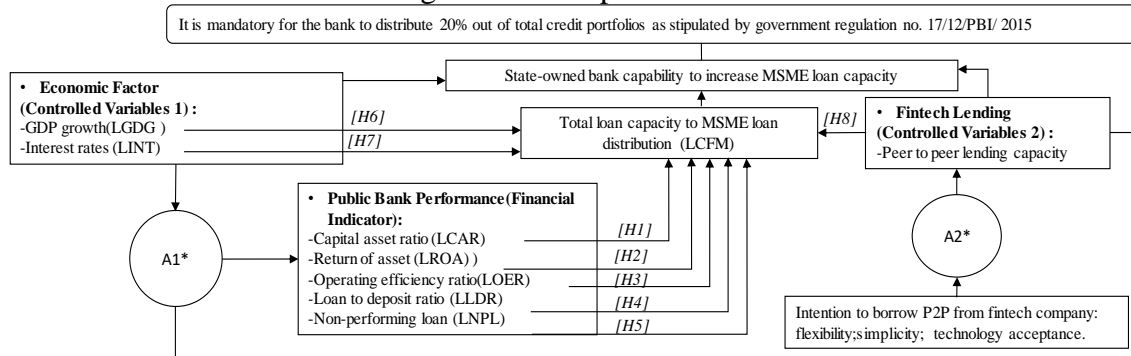 It is mandatory for the bank to distribute 20% out of total credit portfolios as stipulated by government regulation no. 17/12/PBI/ 2015
State-owned bank capability to increase MSME loan capacity
• Economic Factor
(Controlled Variables 1) :
-GDP growth(LGDG )
-Interest rates (LINT)
[H6]
[H7]
Total loan capacity to MSME loan
distribution (LCFM)
[H8]
• Fintech Lending
(Controlled Variables 2) :
-Peer to peer lending capacity
A1*
• Public Bank Performance(Financial
Indicator):
-Capital asset ratio (LCAR)
-Return of asset (LROA) )
-Operating efficiency ratio(LOER)
-Loan to deposit ratio (LLDR)
-Non-performing loan (LNPL)
[H1]
[H2]
[H3]
[H4]
[H5]
A2*
Intention to borrow P2P from fintech company:
flexibility;simplicity; technology acceptance.